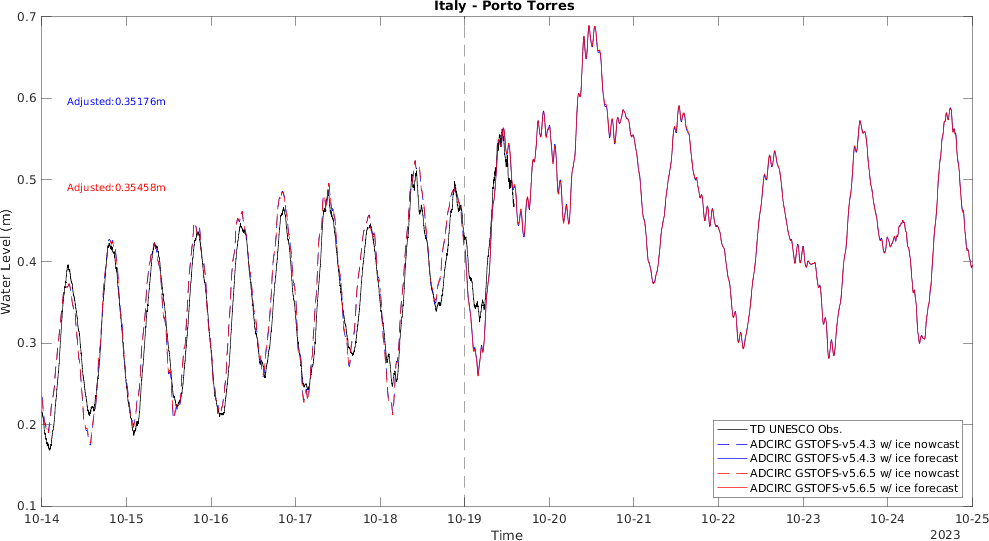 Italy - Porto Torres
0.7
0.6
0.5
0.4
0.3
0.2
0.1
Water Level (m)
Adjusted:0.35176m
Adjusted:0.35458m
TD UNESCO Obs.
ADCIRC GSTOFS-v5.4.3 w/ ice nowcast
ADCIRC GSTOFS-v5.4.3 w/ ice forecast
ADCIRC GSTOFS-v5.6.5 w/ ice nowcast
ADCIRC GSTOFS-v5.6.5 w/ ice forecast
10-14 10-15 10-16 10-17 10-18 10-19 10-20 10-21 10-22 10-23 10-24 10-25
Time
2023